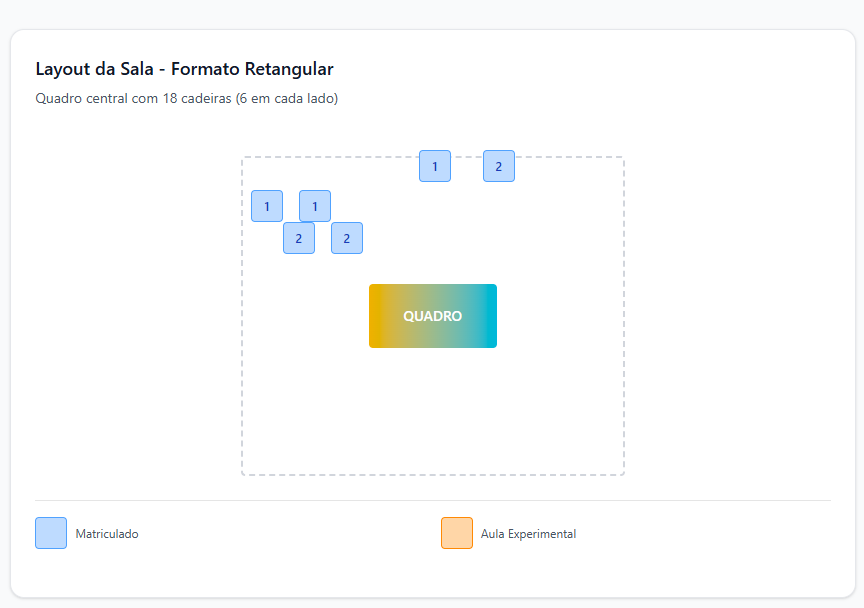 Layout da Sala - Formato Retangular
Quadro central com 18 cadeiras (6 em cada lado)
1 2
1 1
2 2
QUADRO
Matriculado Aula Experimental